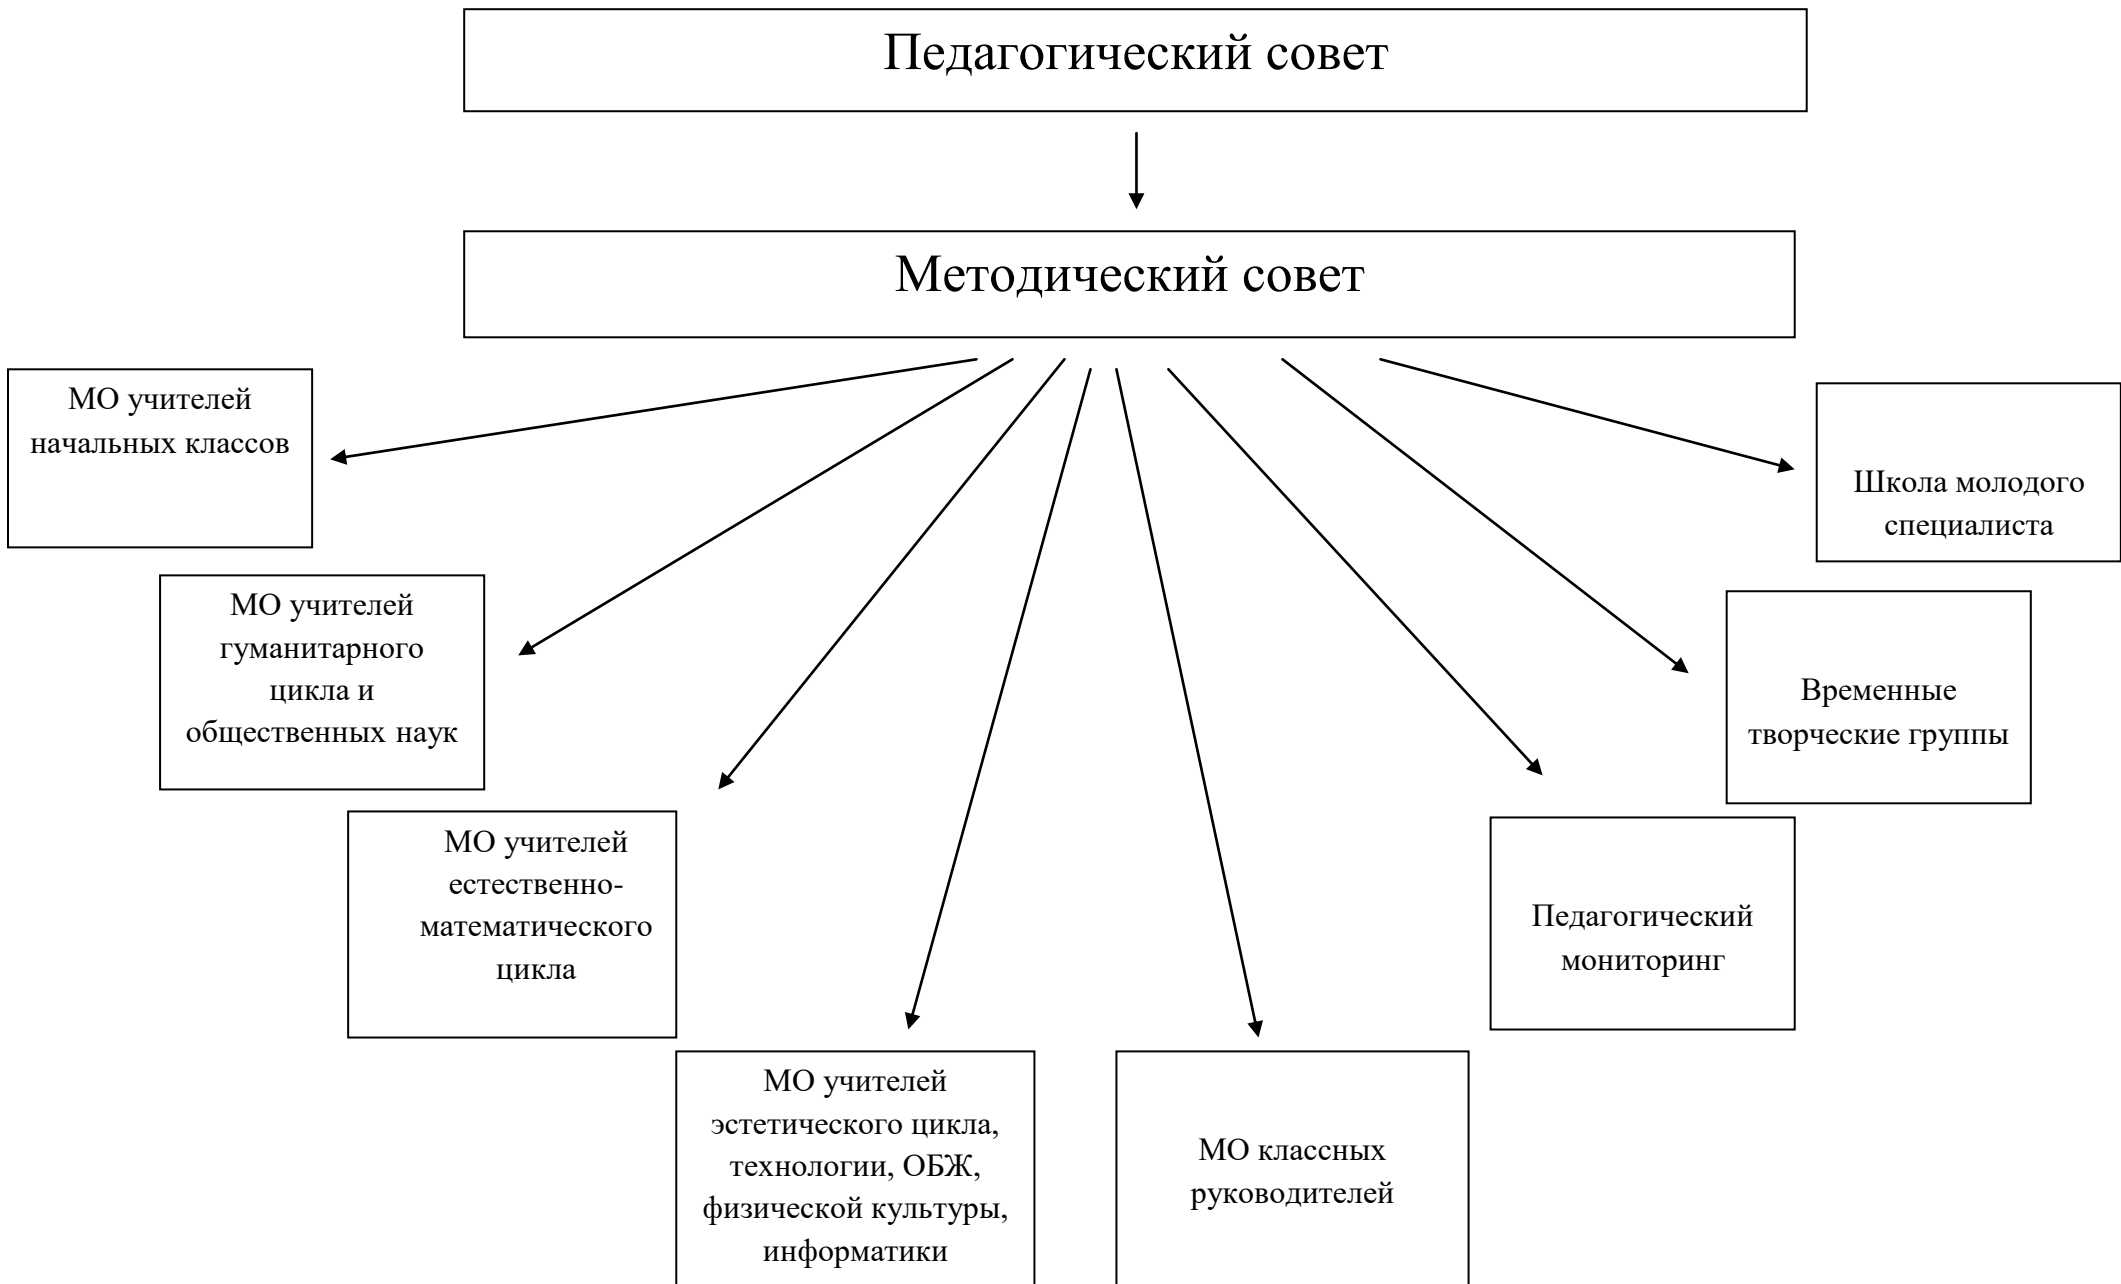 Педагогический совет
Методический совет
МО учителей
начальных классов
Школа молодого
специалиста
МО учителей
гуманитарного
цикла и
общественных наук
Временные
творческие группы
МО учителей
естественно-
математического
цикла
Педагогический
мониторинг
МО учителей
эстетического цикла,
технологии, ОБЖ,
физической культуры,
информатики
МО классных
руководителей